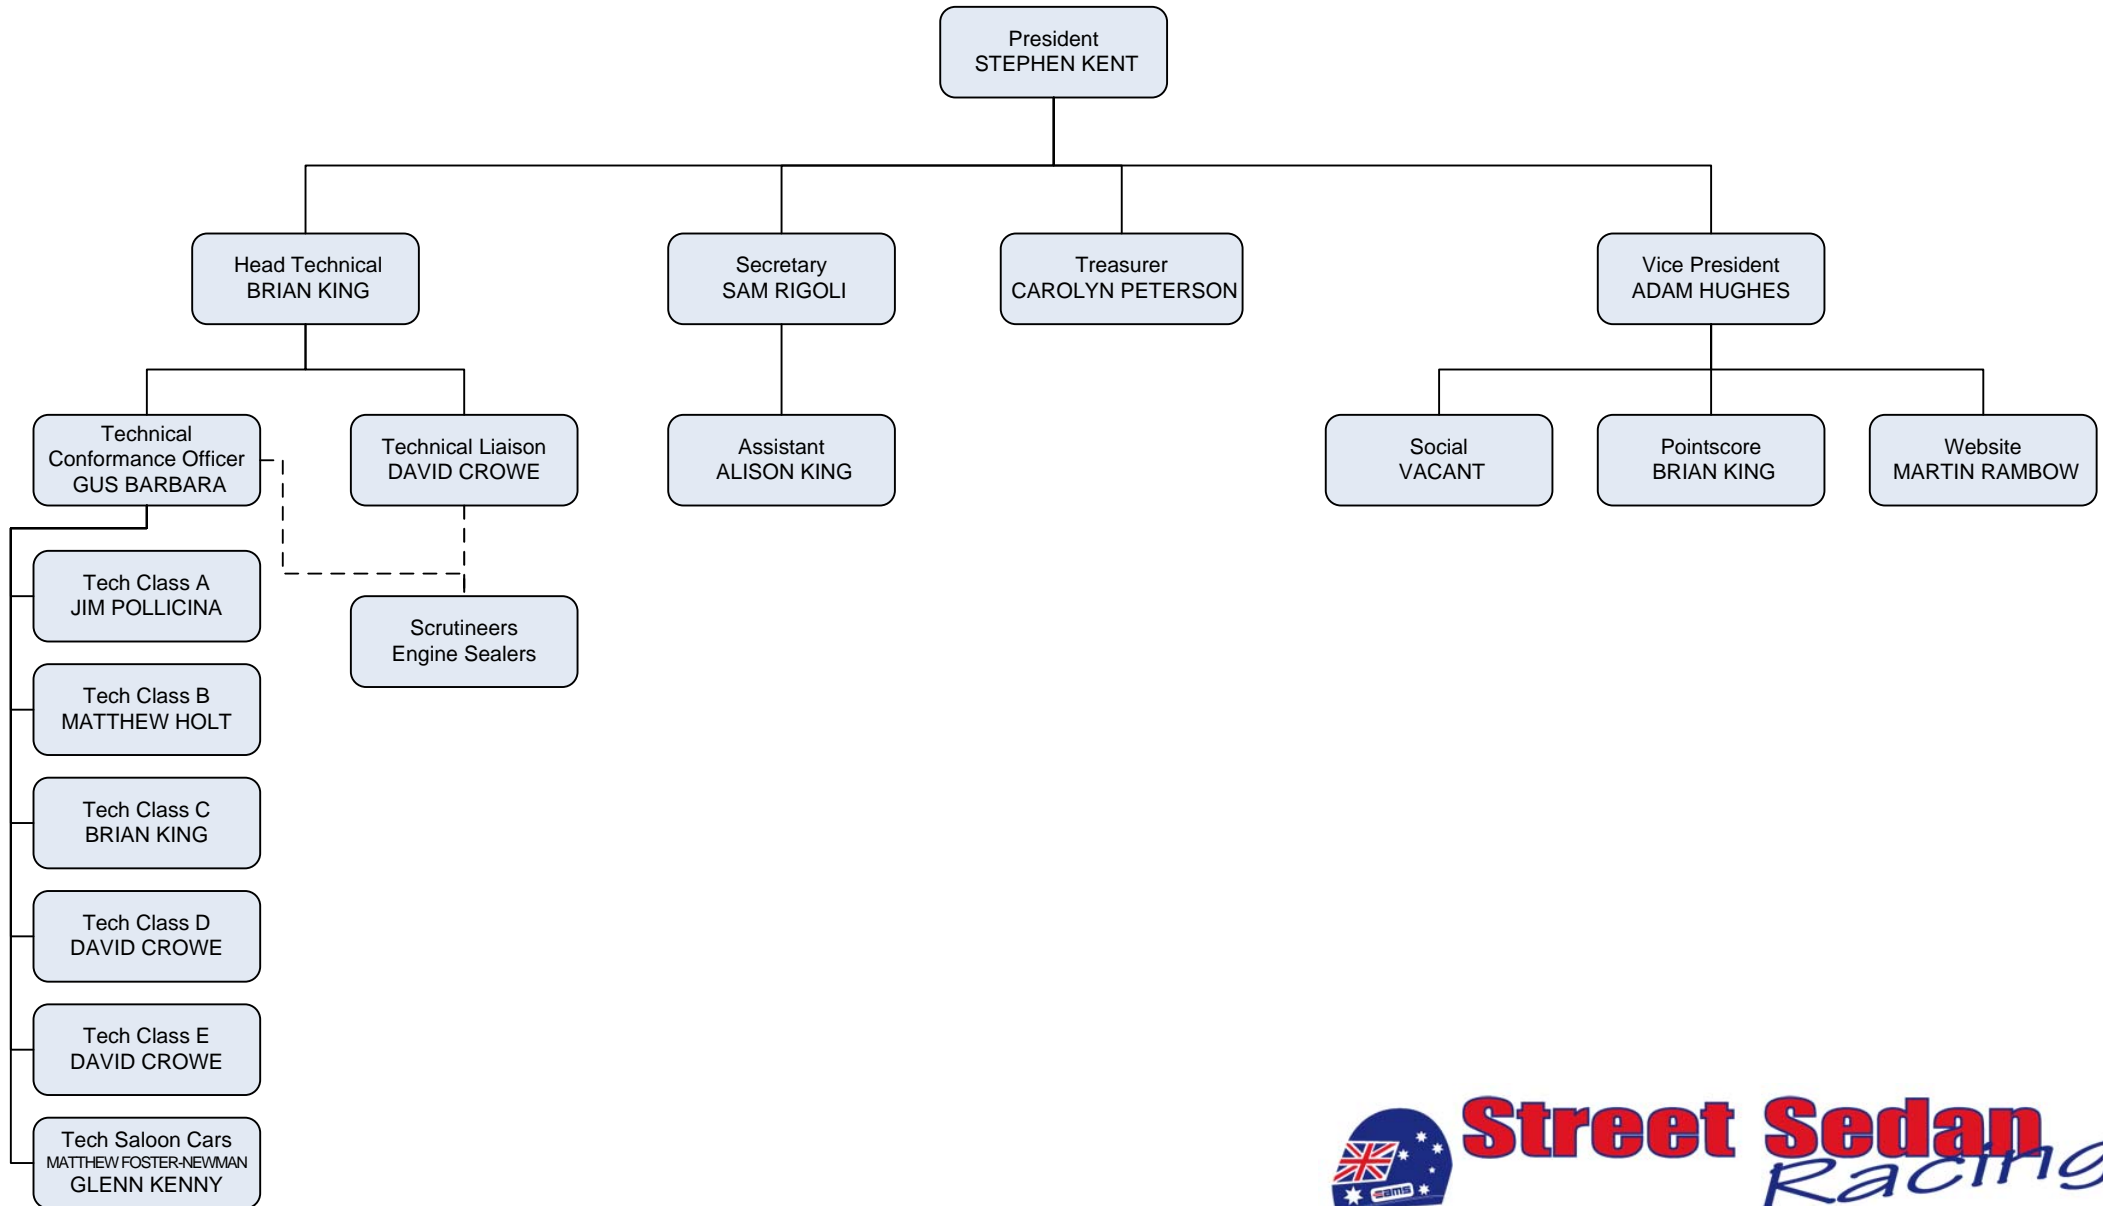 President
STEPHEN KENT
Head Technical
BRIAN KING
Secretary
SAM RIGOLI
Treasurer
CAROLYN PETERSON
Vice President
ADAM HUGHES
Technical
Conformance Officer
GUS BARBARA
Technical Liaison
DAVID CROWE
Assistant
ALISON KING
Social
VACANT
Pointscore
BRIAN KING
Website
MARTIN RAMBOW
Tech Class A
JIM POLLICINA
Scrutineers
Engine Sealers
Tech Class B
MATTHEW HOLT
Tech Class C
BRIAN KING
Tech Class D
DAVID CROWE
Tech Class E
DAVID CROWE
Tech Saloon Cars
MATTHEW FOSTER-NEWMAN
GLENN KENNY
Street Sedan
Racing
cams